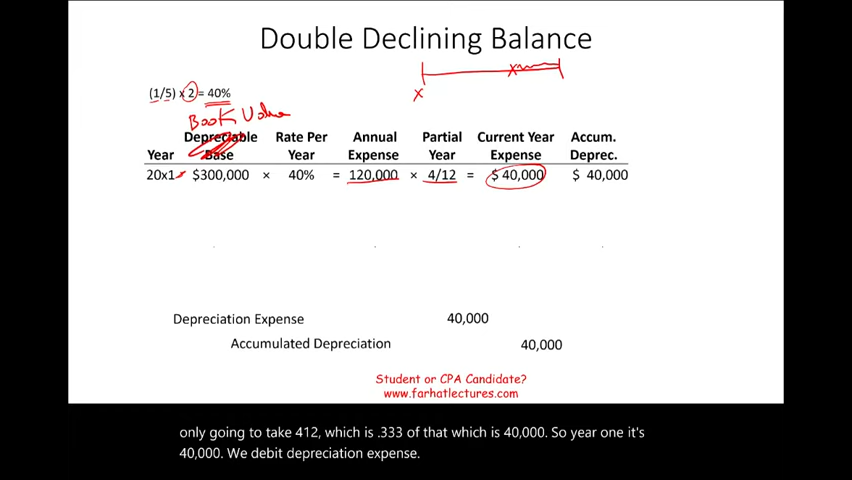 Double Declining Balance
(1/5) x 2 = 40%
Book Value
Depreciable Rate Per Annual Partial Current Year Accum.
Year Base Year Expense Year Expense Deprec.
20x1 $300,000 × 40% = 120,000 × 4/12 = $ 40,000 $ 40,000
Depreciation Expense 40,000
Accumulated Depreciation 40,000
Student or CPA Candidate?
www.farhatlectures.com
only going to take 412, which is .333 of that which is 40,000. So year one it's
40,000. We debit depreciation expense.